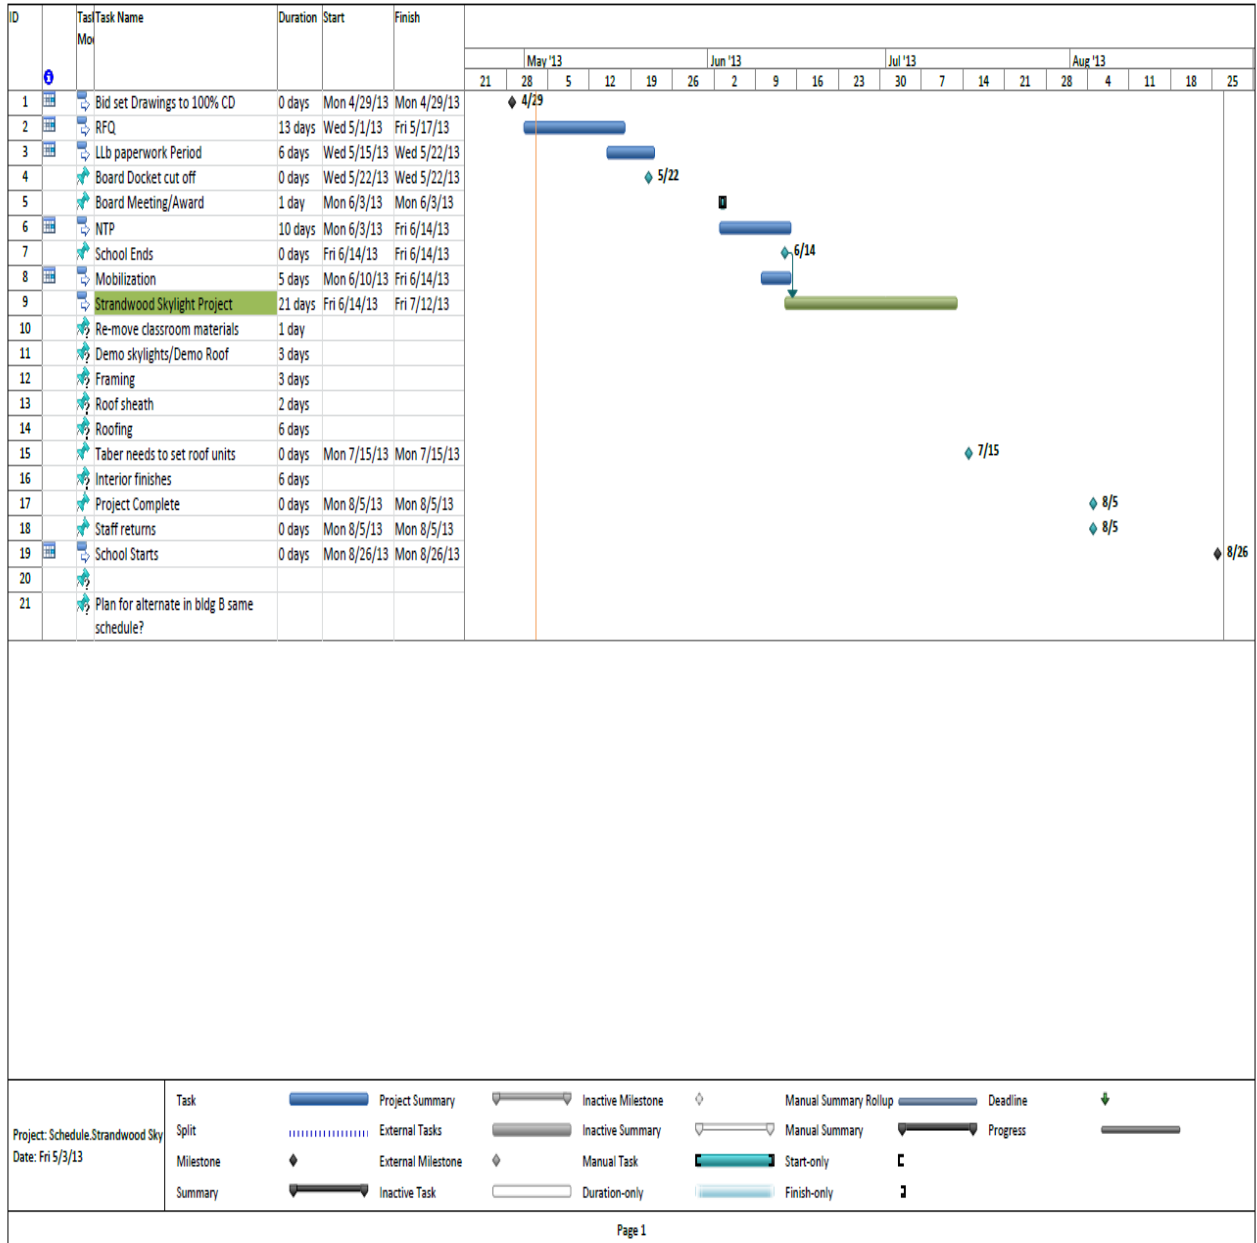 ID Tas Task Name Duration Start Finish
Mo
May '13 Jun '13 Jul '13 Aug '13
21 28 5 12 19 26 2 9 16 23 30 7 14 21 28 4 11 18 25
1 Bid set Drawings to 100% CD 0 days Mon 4/29/13 Mon 4/29/13 4/29
2 RFQ 13 days Wed 5/1/13 Fri 5/17/13
3 LLb paperwork Period 6 days Wed 5/15/13 Wed 5/22/13
4 Board Docket cut off 0 days Wed 5/22/13 Wed 5/22/13 5/22
5 Board Meeting/Award 1 day Mon 6/3/13 Mon 6/3/13
6 NTP 10 days Mon 6/3/13 Fri 6/14/13
7 School Ends 0 days Fri 6/14/13 Fri 6/14/13 6/14
8 Mobilization 5 days Mon 6/10/13 Fri 6/14/13
9 Strandwood Skylight Project 21 days Fri 6/14/13 Fri 7/12/13
10 Re-move classroom materials 1 day
11 Demo skylights/Demo Roof 3 days
12 Framing 3 days
13 Roof sheath 2 days
14 Roofing 6 days
15 Taber needs to set roof units 0 days Mon 7/15/13 Mon 7/15/13 7/15
16 Interior finishes 6 days
17 Project Complete 0 days Mon 8/5/13 Mon 8/5/13 8/5
18 Staff returns 0 days Mon 8/5/13 Mon 8/5/13 8/5
19 School Starts 0 days Mon 8/26/13 Mon 8/26/13 8/26
20
21 Plan for alternate in bldg B same
schedule?
Project: Schedule.Strandwood Sky
Date: Fri 5/3/13
Task Project Summary Inactive Milestone Manual Summary Rollup Deadline
Split External Tasks Inactive Summary Manual Summary Progress
Milestone External Milestone Manual Task Start-only
Summary Inactive Task Duration-only Finish-only
Page 1